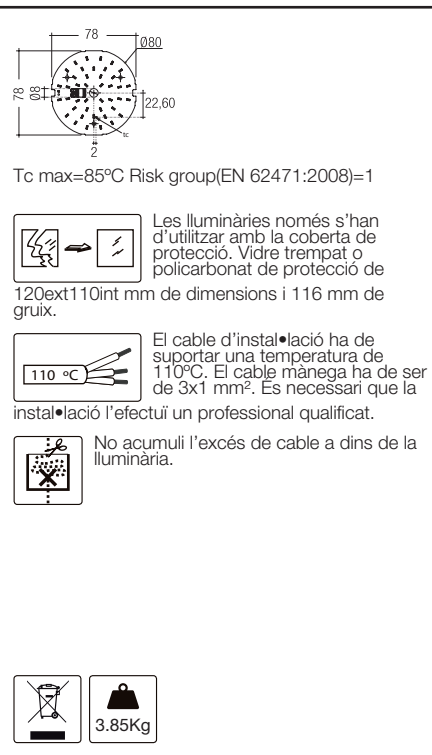 78
Ø80
78
Ø8
22,60
tc
2
Tc max=85ºC Risk group(EN 62471:2008)=1
Les lluminàries només s’han
d’utilitzar amb la coberta de
protecció. Vidre trempat o
policarbonat de protecció de
120ext110int mm de dimensions i 116 mm de
gruix.
110 ºC
El cable d’instal•lació ha de
suportar una temperatura de
110ºC. El cable mànega ha de ser
de 3x1 mm². És necessari que la
instal•lació l’efectuï un professional qualificat.
No acumuli l’excés de cable a dins de la
lluminària.
3.85Kg